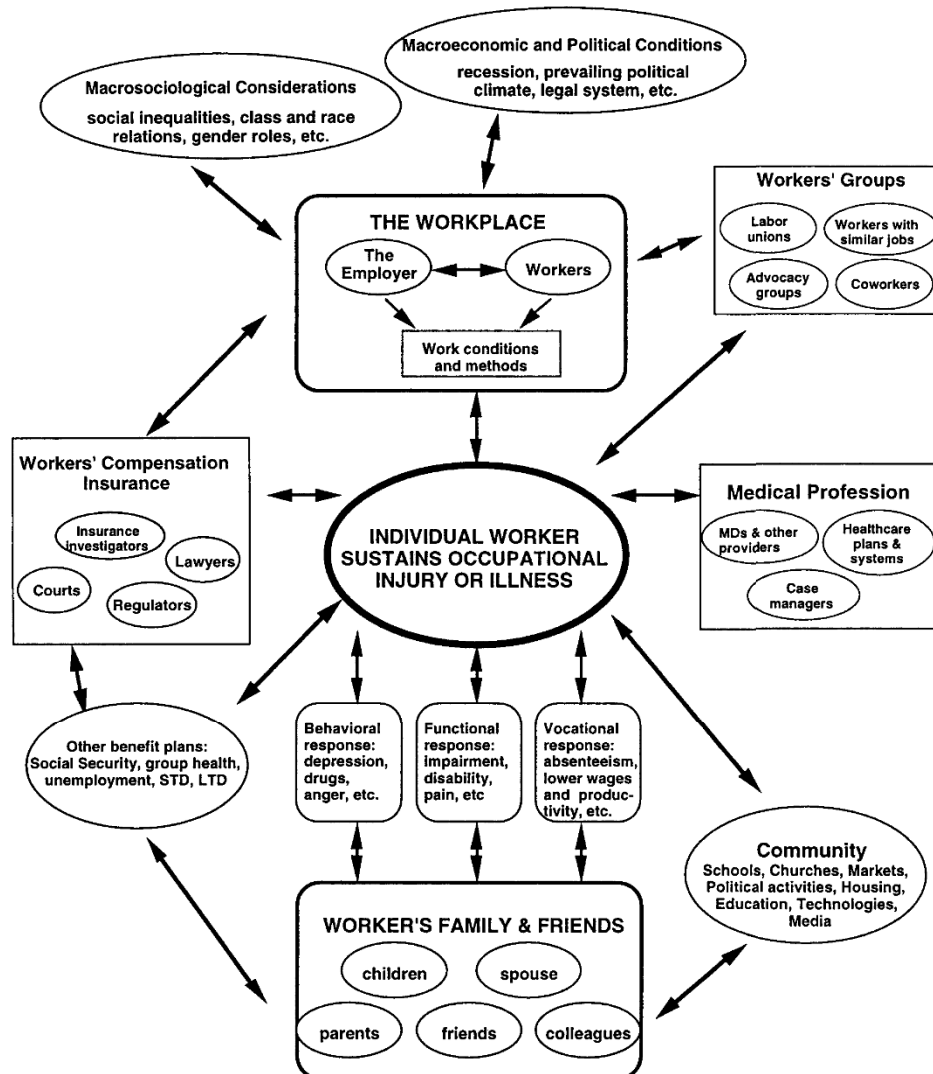 Macroeconomic and Political Conditions
recession, prevailing political
climate, legal system, etc.
Macrosociological Considerations
social inequalities, class and race
relations, gender roles, etc.
THE WORKPLACE
The
Employer
Workers
Work conditions
and methods
Workers' Groups
Labor
unions
Workers with
similar jobs
Advocacy
groups
Coworkers
Workers' Compensation
Insurance
Insurance
investigators
Lawyers
Courts
Regulators
INDIVIDUAL WORKER
SUSTAINS OCCUPATIONAL
INJURY OR ILLNESS
Medical Profession
MDs & other
providers
Healthcare
plans &
systems
Case
managers
Other benefit plans:
Social Security, group health,
unemployment, STD, LTD
Behavioral
response:
depression,
drugs,
anger, etc.
Functional
response:
impairment,
disability,
pain, etc
Vocational
response:
absenteeism,
lower wages
and produc-
tivity, etc.
Community
Schools, Churches, Markets,
Political activities, Housing,
Education, Technologies,
Media
WORKER'S FAMILY & FRIENDS
children
spouse
parents
friends
colleagues